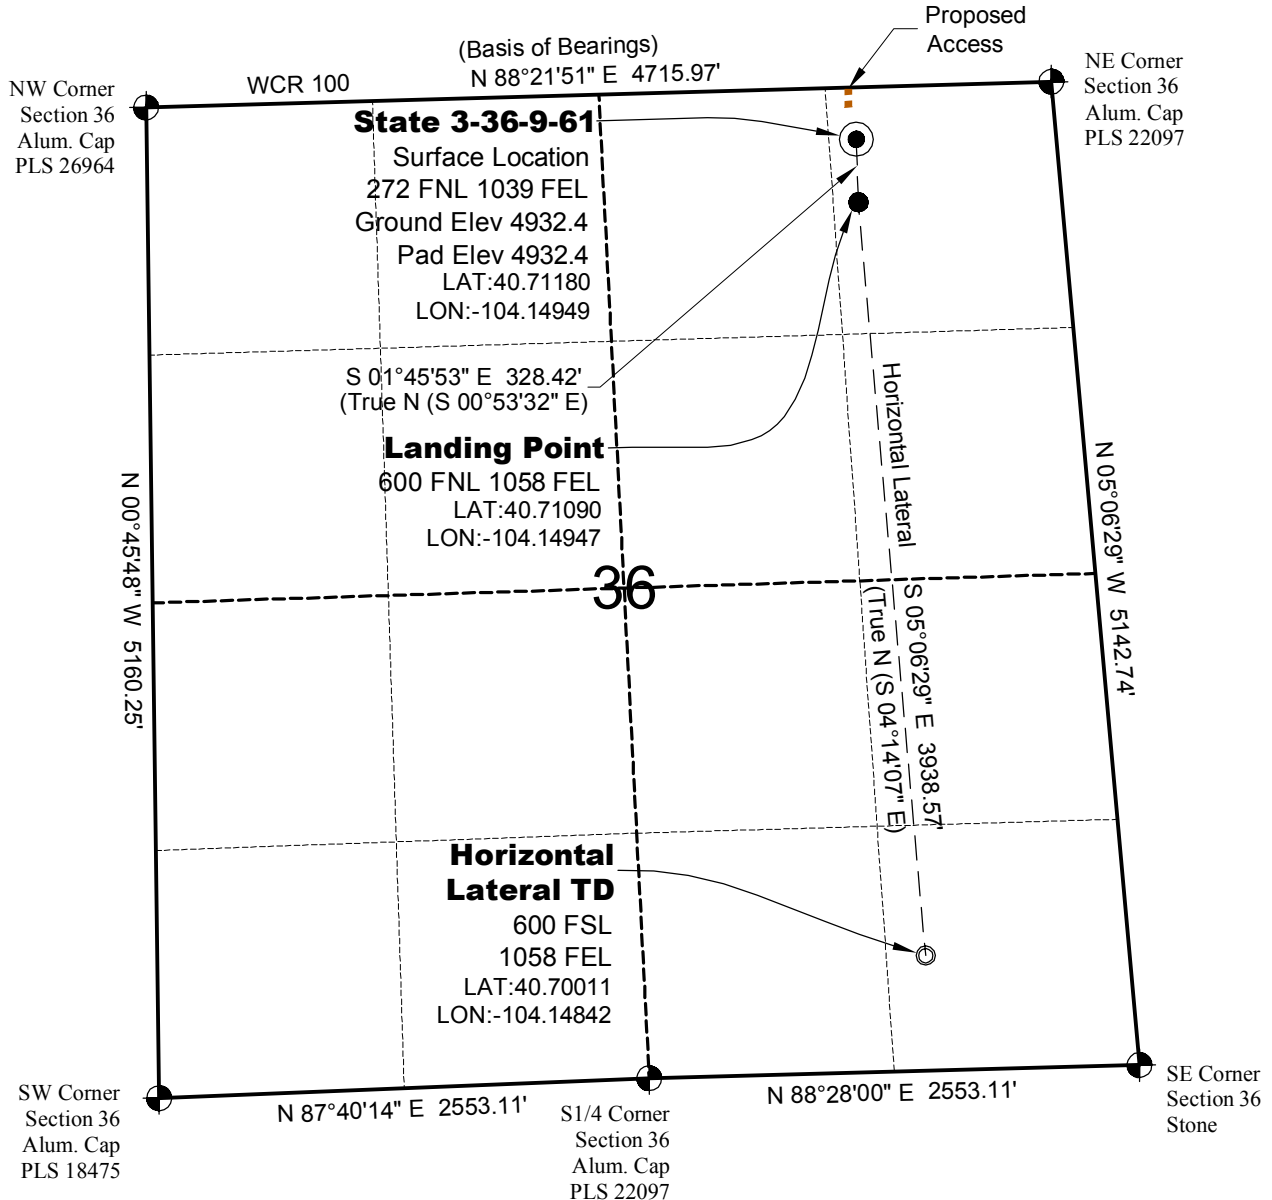 Proposed
Access
(Basis of Bearings)
N 88°21'51" E 4715.97'
WCR 100
NW Corner
Section 36
Alum. Cap
PLS 26964
NE Corner
Section 36
Alum. Cap
PLS 22097
State 3-36-9-61
Surface Location
272 FNL 1039 FEL
Ground Elev 4932.4
Pad Elev 4932.4
LAT:40.71180
LON:-104.14949
S 01°45'53" E 328.42'
(True N (S 00°53'32" E)
Landing Point
600 FNL 1058 FEL
LAT:40.71090
LON:-104.14947
Horizontal Lateral
S 05°06'29" E 3938.57'
(True N (S 04°14'07" E)
N 00°45'48" W 5160.25'
N 05°06'29" W 5142.74'
36
Horizontal
Lateral TD
600 FSL
1058 FEL
LAT:40.70011
LON:-104.14842
SW Corner
Section 36
Alum. Cap
PLS 18475
N 87°40'14" E 2553.11'
S1/4 Corner
Section 36
Alum. Cap
PLS 22097
N 88°28'00" E 2553.11'
SE Corner
Section 36
Stone